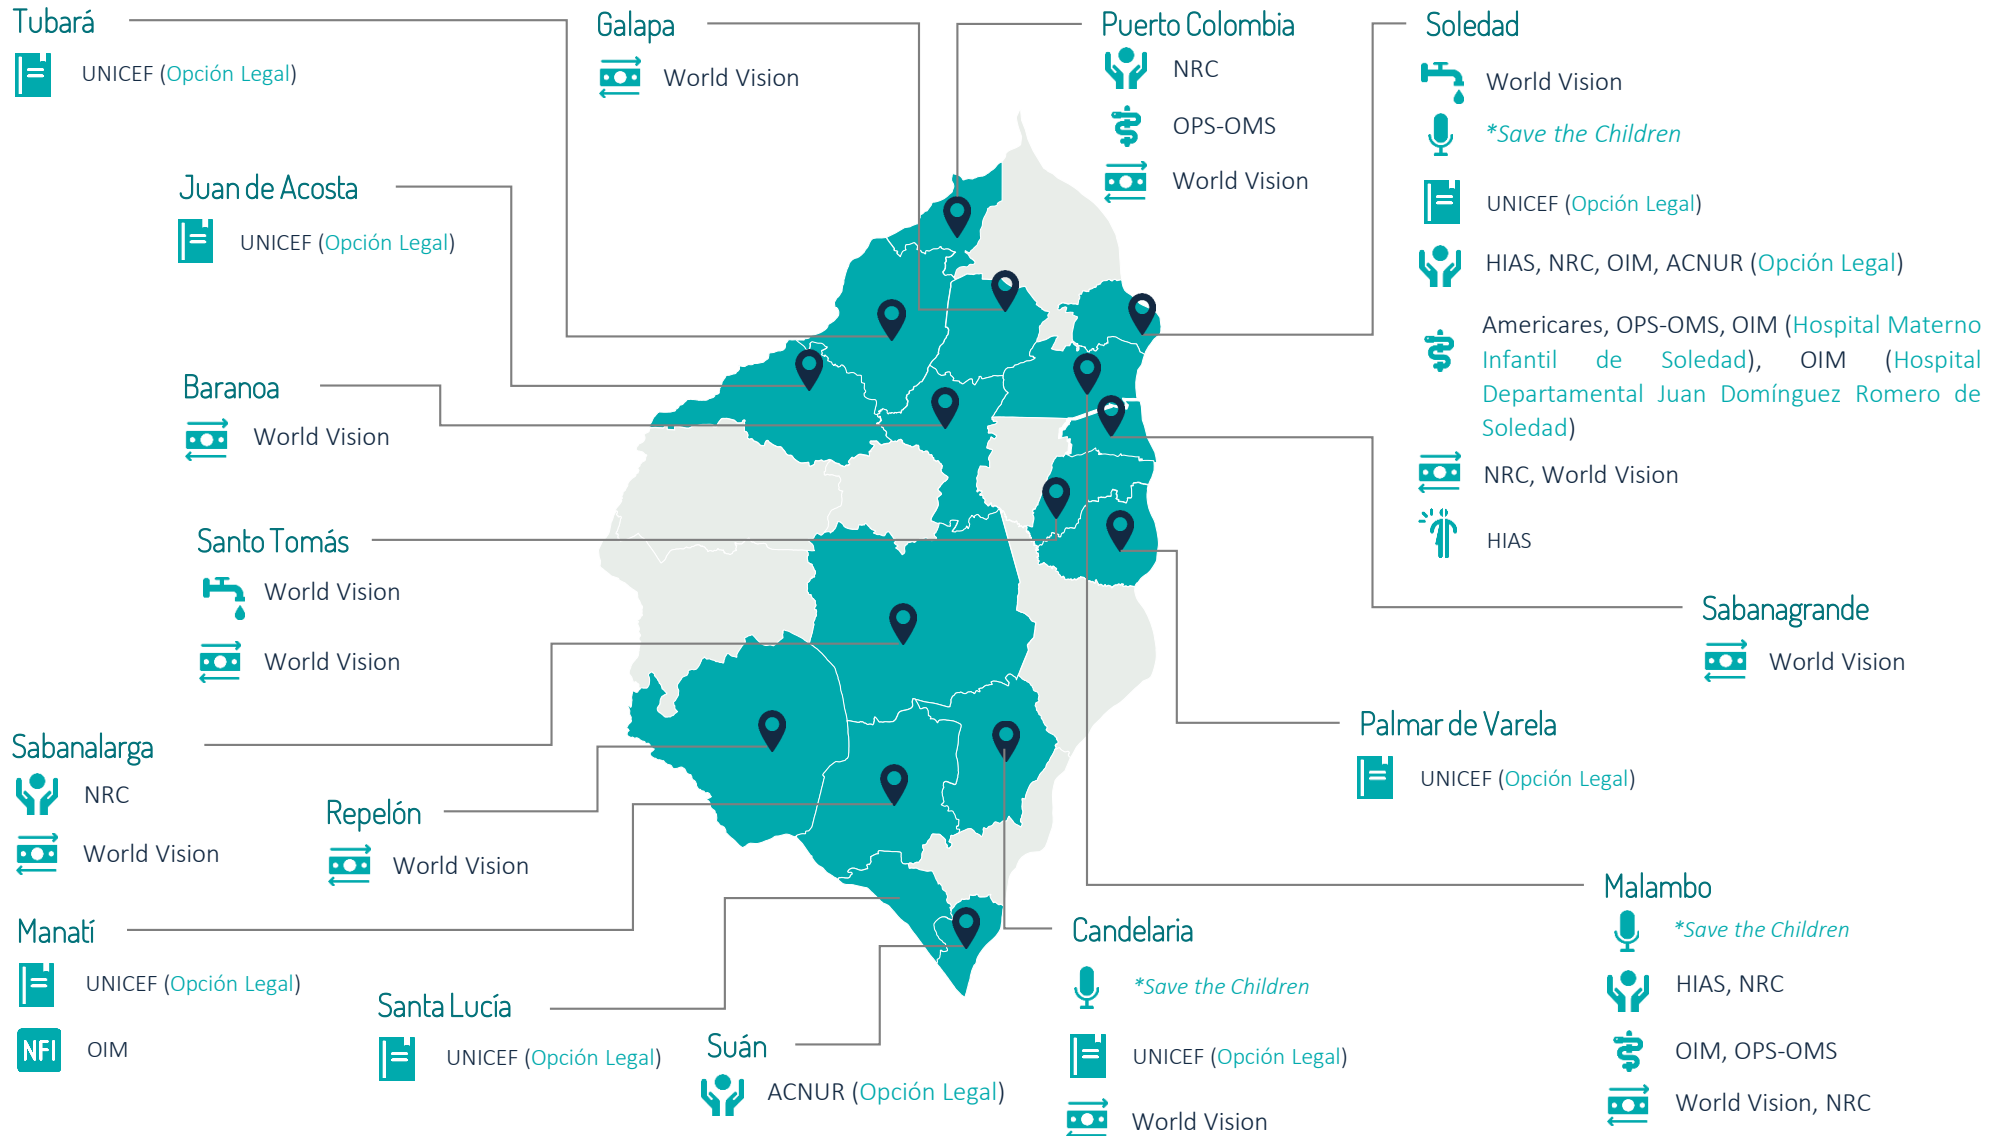 Tubará
UNICEF (Opción Legal)
Galapa
World Vision
Puerto Colombia
NRC
OPS-OMS
World Vision
Soledad
World Vision
*Save the Children
UNICEF (Opción Legal)
HIAS, NRC, OIM, ACNUR (Opción Legal)
Americares, OPS-OMS, OIM (Hospital Materno
Infantil de Soledad), OIM (Hospital
Departamental Juan Domínguez Romero de
Soledad)
NRC, World Vision
HIAS
Juan de Acosta
UNICEF (Opción Legal)
Baranoa
World Vision
Santo Tomás
World Vision
World Vision
Sabanagrande
World Vision
Palmar de Varela
UNICEF (Opción Legal)
Sabanalarga
NRC
World Vision
Repelón
World Vision
Manatí
UNICEF (Opción Legal)
NFI
OIM
Santa Lucía
UNICEF (Opción Legal)
Suán
ACNUR (Opción Legal)
Candelaria
*Save the Children
UNICEF (Opción Legal)
World Vision
Malambo
*Save the Children
HIAS, NRC
OIM, OPS-OMS
World Vision, NRC